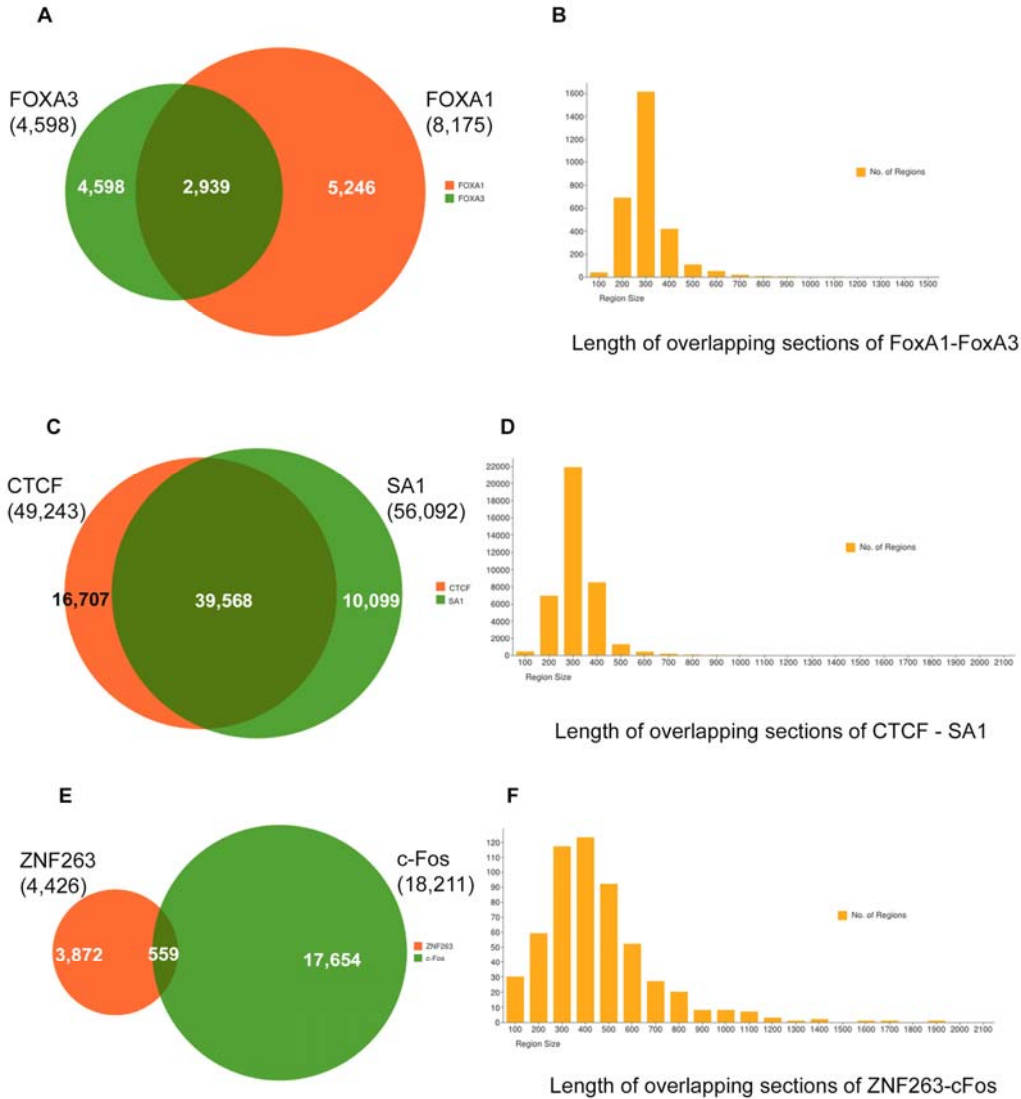 A
FOXA3
(4,598)
FOXA1
(8,175)
4,598
2,939
5,246
FOXA1
FOXA3
B
1600
1400
1200
1000
800
600
400
200
0
No. of Regions
100 200 300 400 500 600 700 800 900 1000 1100 1200 1300 1400 1500
Region Size
Length of overlapping sections of FoxA1-FoxA3
C
CTCF
(49,243)
SA1
(56,092)
16,707
39,568
10,099
CTCF
SA1
D
22000
20000
18000
16000
14000
12000
10000
8000
6000
4000
2000
0
No. of Regions
100 200 300 400 500 600 700 800 900 1000 1100 1200 1300 1400 1500 1600 1700 1800 1900 2000 2100
Region Size
Length of overlapping sections of CTCF - SA1
E
ZNF263
(4,426)
c-Fos
(18,211)
3,872
559
17,654
ZNF263
c-Fos
F
120
110
100
90
80
70
60
50
40
30
20
10
0
No. of Regions
100 200 300 400 500 600 700 800 900 1000 1100 1200 1300 1400 1500 1600 1700 1800 1900 2000 2100
Region Size
Length of overlapping sections of ZNF263-cFos